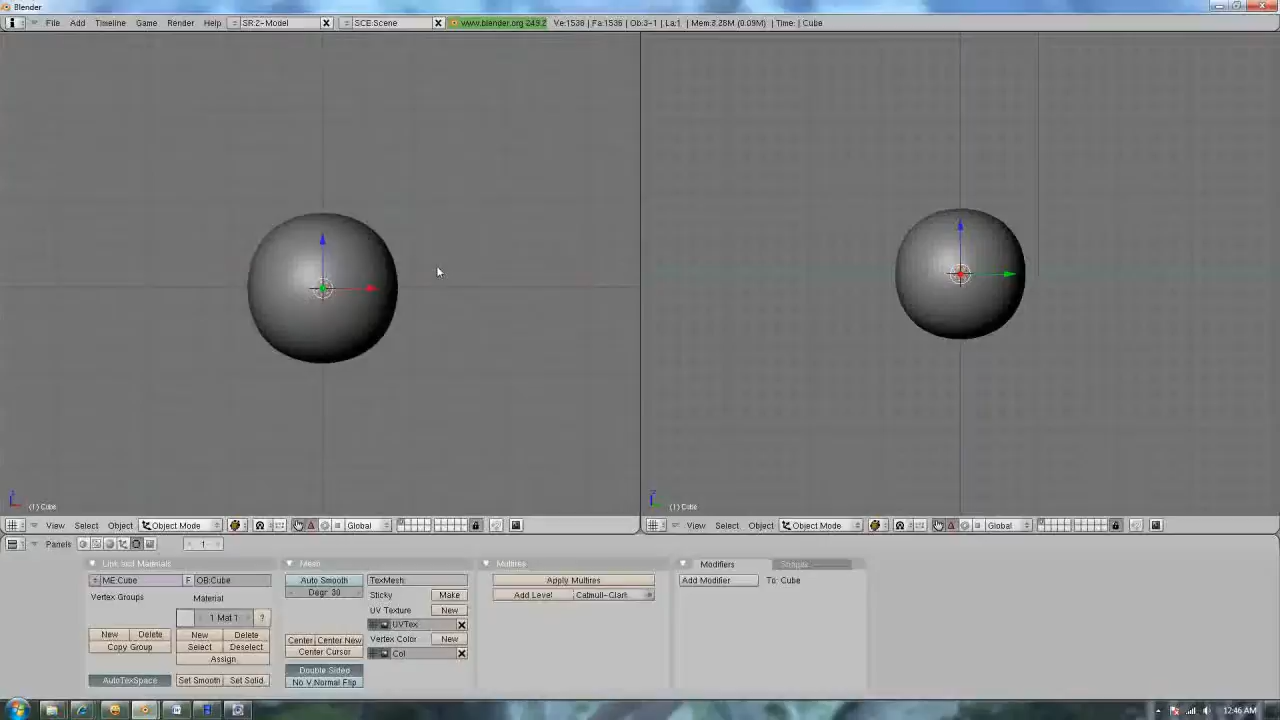 Blender
File Add Timeline Game Render Help SR:2-Model SCE:Scene www.blender.org 249.2 Ve:1536 | Fa:1536 | Ob:3-1 | La:1 | Mem:3.28M (0.09M) | Time: | Cube
(1) Cube
(1) Cube
View Select Object Object Mode Global
View Select Object Object Mode Global
Panels 1
Link and Materials Mesh Multires Modifiers
ME:Cube F OB:Cube Auto Smooth TexMesh: Apply Multires Add Modifier To: Cube
Vertex Groups Material Degr: 30 Sticky Make Add Level
UV Texture New
1 Mat 1 ? UVTex
New Delete New Delete Center Center New Vertex Color New
Copy Group Select Deselect Center Cursor Col
Assign
Double Sided
AutoTexSpace Set Smooth Set Solid No V.Normal Flip
12:46 AM